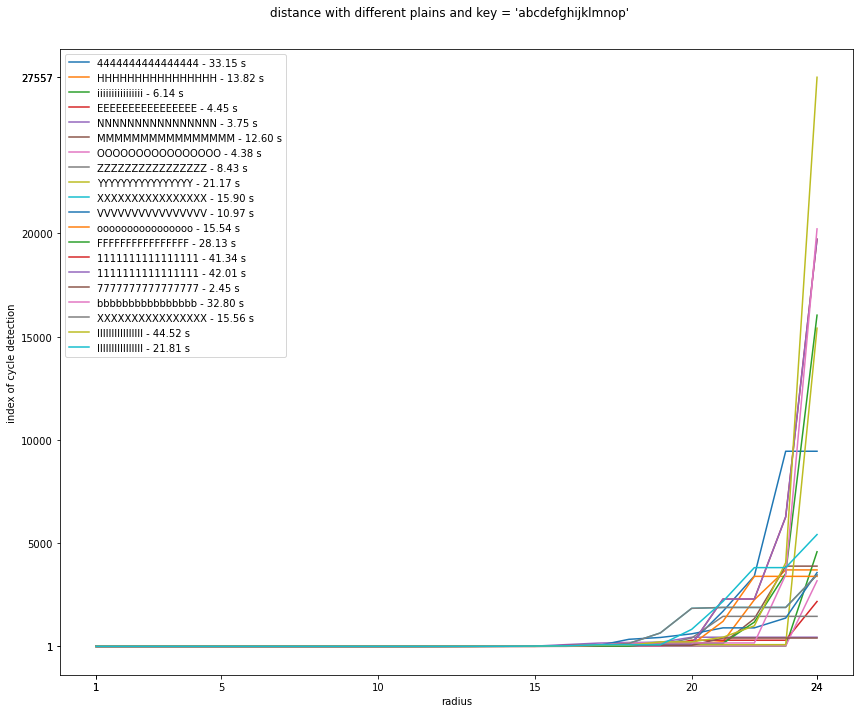 distance with different plains and key = 'abcdefghijklmnop'
4444444444444444 - 33.15 s
HHHHHHHHHHHHHHHH - 13.82 s
iiiiiiiiiiiiiiii - 6.14 s
EEEEEEEEEEEEEEEE - 4.45 s
NNNNNNNNNNNNNNNN - 3.75 s
MMMMMMMMMMMMMMMM - 12.60 s
OOOOOOOOOOOOOOOO - 4.38 s
ZZZZZZZZZZZZZZZZ - 8.43 s
YYYYYYYYYYYYYYYY - 21.17 s
XXXXXXXXXXXXXXXX - 15.90 s
VVVVVVVVVVVVVVVV - 10.97 s
oooooooooooooooo - 15.54 s
FFFFFFFFFFFFFFFF - 28.13 s
1111111111111111 - 41.34 s
1111111111111111 - 42.01 s
7777777777777777 - 2.45 s
bbbbbbbbbbbbbbbb - 32.80 s
XXXXXXXXXXXXXXXX - 15.56 s
IIIIIIIIIIIIIIII - 44.52 s
IIIIIIIIIIIIIIII - 21.81 s
27557
20000
15000
10000
5000
1
index of cycle detection
1 5 10 15 20 24
radius